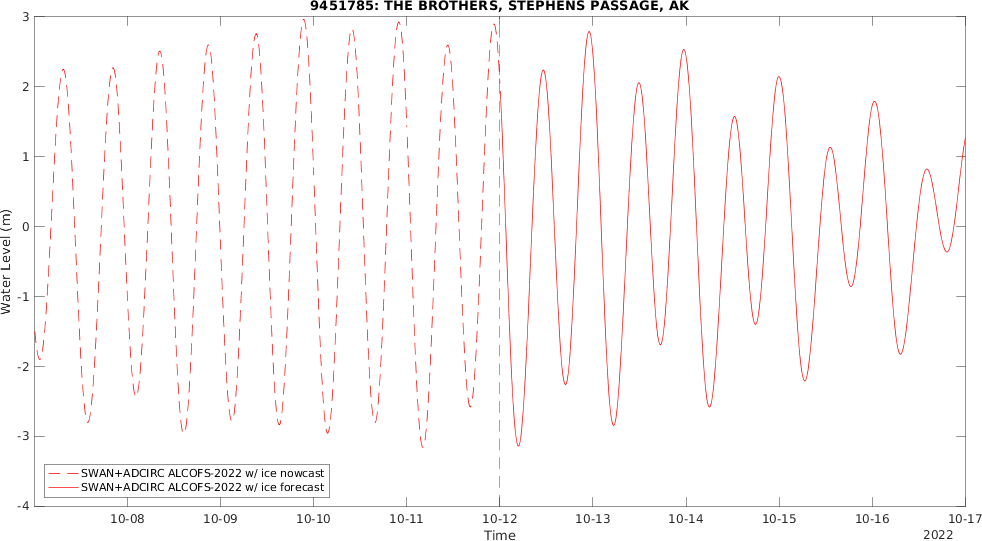 9451785: THE BROTHERS, STEPHENS PASSAGE, AK
3
2
1
0
-1
-2
-3
-4
Water Level (m)
SWAN+ADCIRC ALCOFS-2022 w/ ice nowcast
SWAN+ADCIRC ALCOFS-2022 w/ ice forecast
10-08 10-09 10-10 10-11 10-12 10-13 10-14 10-15 10-16 10-17
Time
2022